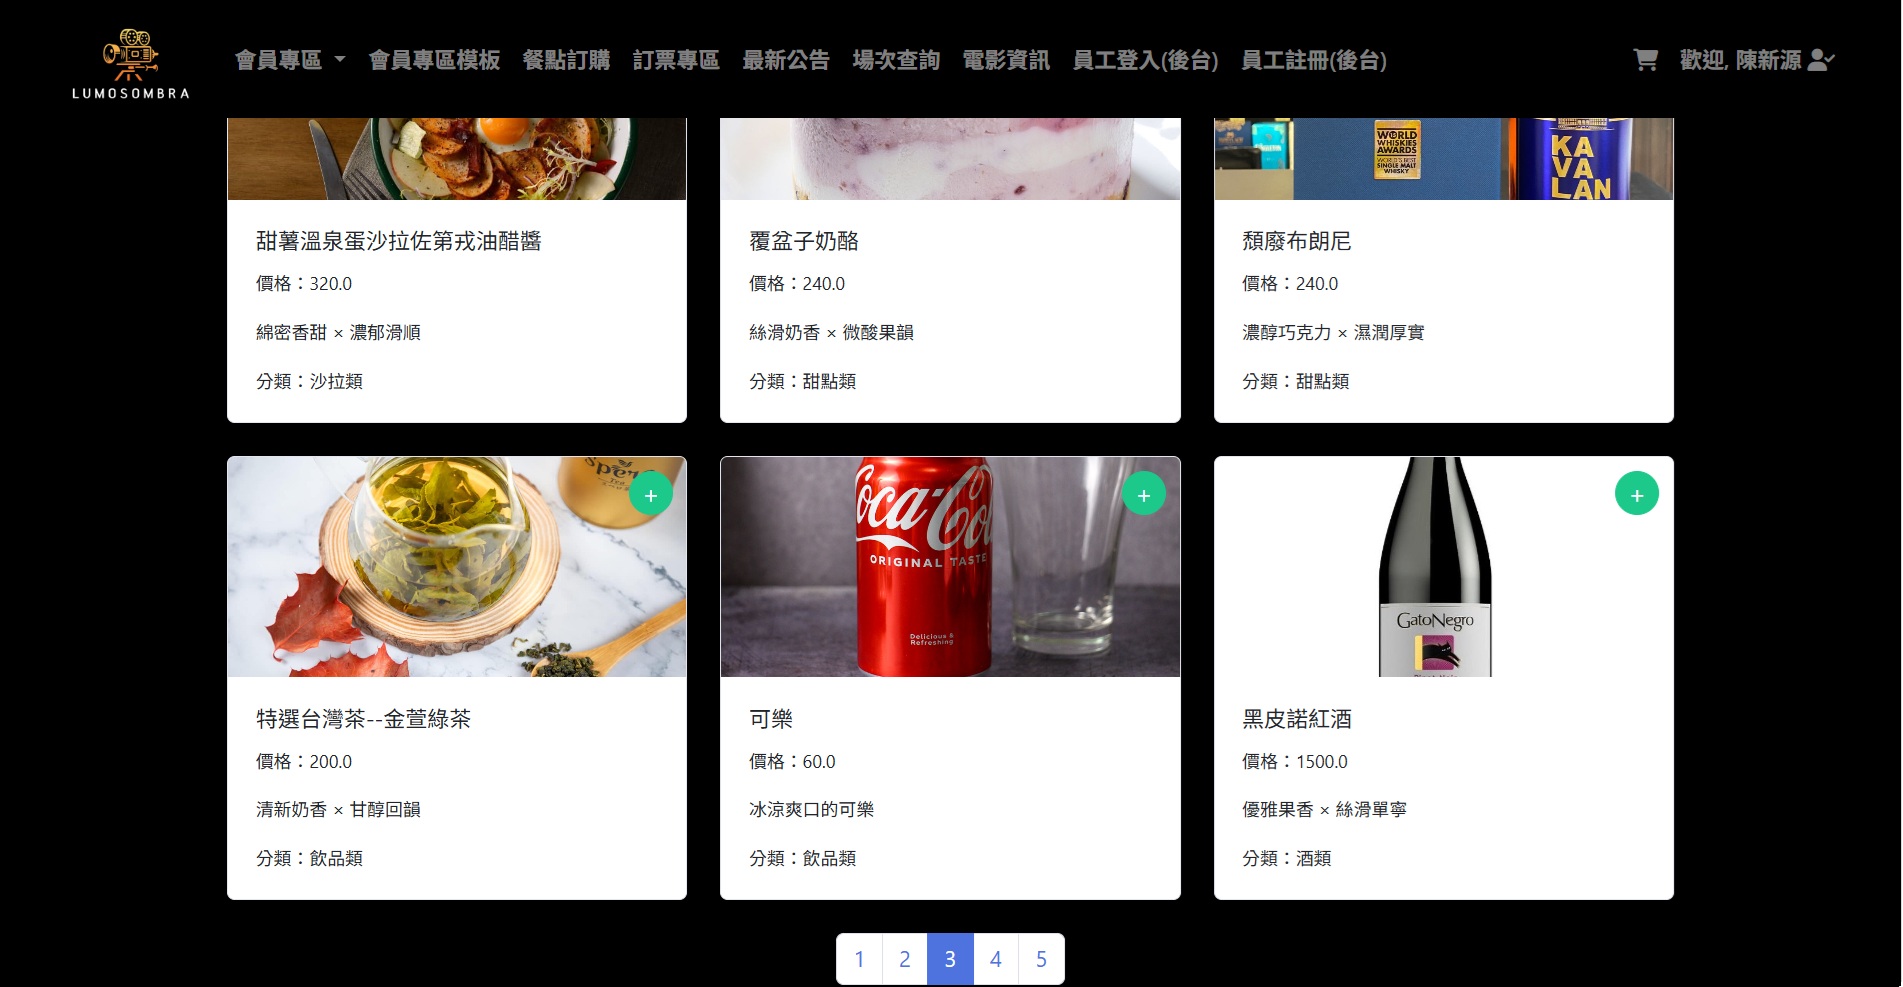 會員專區
會員專區模板
餐點訂購
訂票專區
最新公告
場次查詢
電影資訊
員工登入(後台)
員工註冊(後台)
歡迎, 陳新源
LUMOSOMBRA
WORLD
WHISKIES
AWARDS
WORLD'S BEST
SINGLE MALT
WHISKY
KA
VA
LAN
甜薯溫泉蛋沙拉佐第戎油醋醬
價格：320.0
綿密香甜 × 濃郁滑順
分類：沙拉類
覆盆子奶酪
價格：240.0
絲滑奶香 × 微酸果韻
分類：甜點類
頹廢布朗尼
價格：240.0
濃醇巧克力 × 濕潤厚實
分類：甜點類
+
特選台灣茶--金萱綠茶
價格：200.0
清新奶香 × 甘醇回韻
分類：飲品類
Coca-Col
ORIGINAL TASTE
Delicious &
Refreshing
+
可樂
價格：60.0
冰涼爽口的可樂
分類：飲品類
+
GatoNegro
黑皮諾紅酒
價格：1500.0
優雅果香 × 絲滑單寧
分類：酒類
1 2 3 4 5